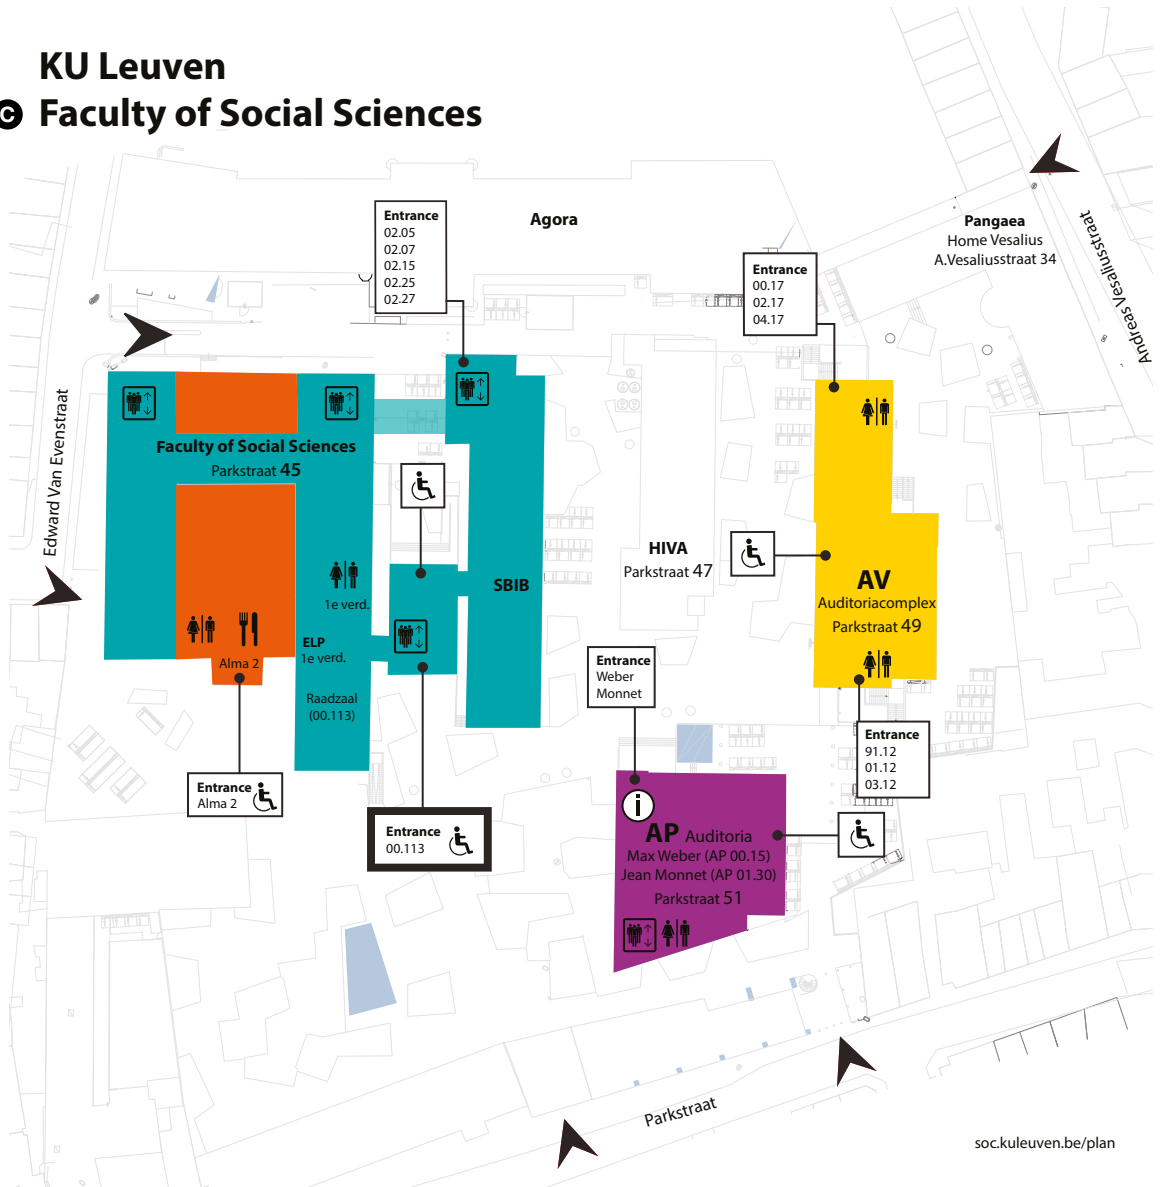 KU Leuven
C Faculty of Social Sciences
Agora
Entrance
02.05
02.07
02.15
02.25
02.27
Entrance
00.17
02.17
04.17
Pangaea
Home Vesalius
A.Vesaliusstraat 34
Andreas Vesaliusstraat
Edward Van Evenstraat
Faculty of Social Sciences
Parkstraat 45
SBIB
HIVA
Parkstraat 47
AV
Auditoriacomplex
Parkstraat 49
1e verd.
ELP
1e verd.
Alma 2
Raadzaal
(00.113)
Entrance
Weber
Monnet
Entrance
91.12
01.12
03.12
Entrance
Alma 2
Entrance
00.113
i
AP Auditoria
Max Weber (AP 00.15)
Jean Monnet (AP 01.30)
Parkstraat 51
Parkstraat
soc.kuleuven.be/plan